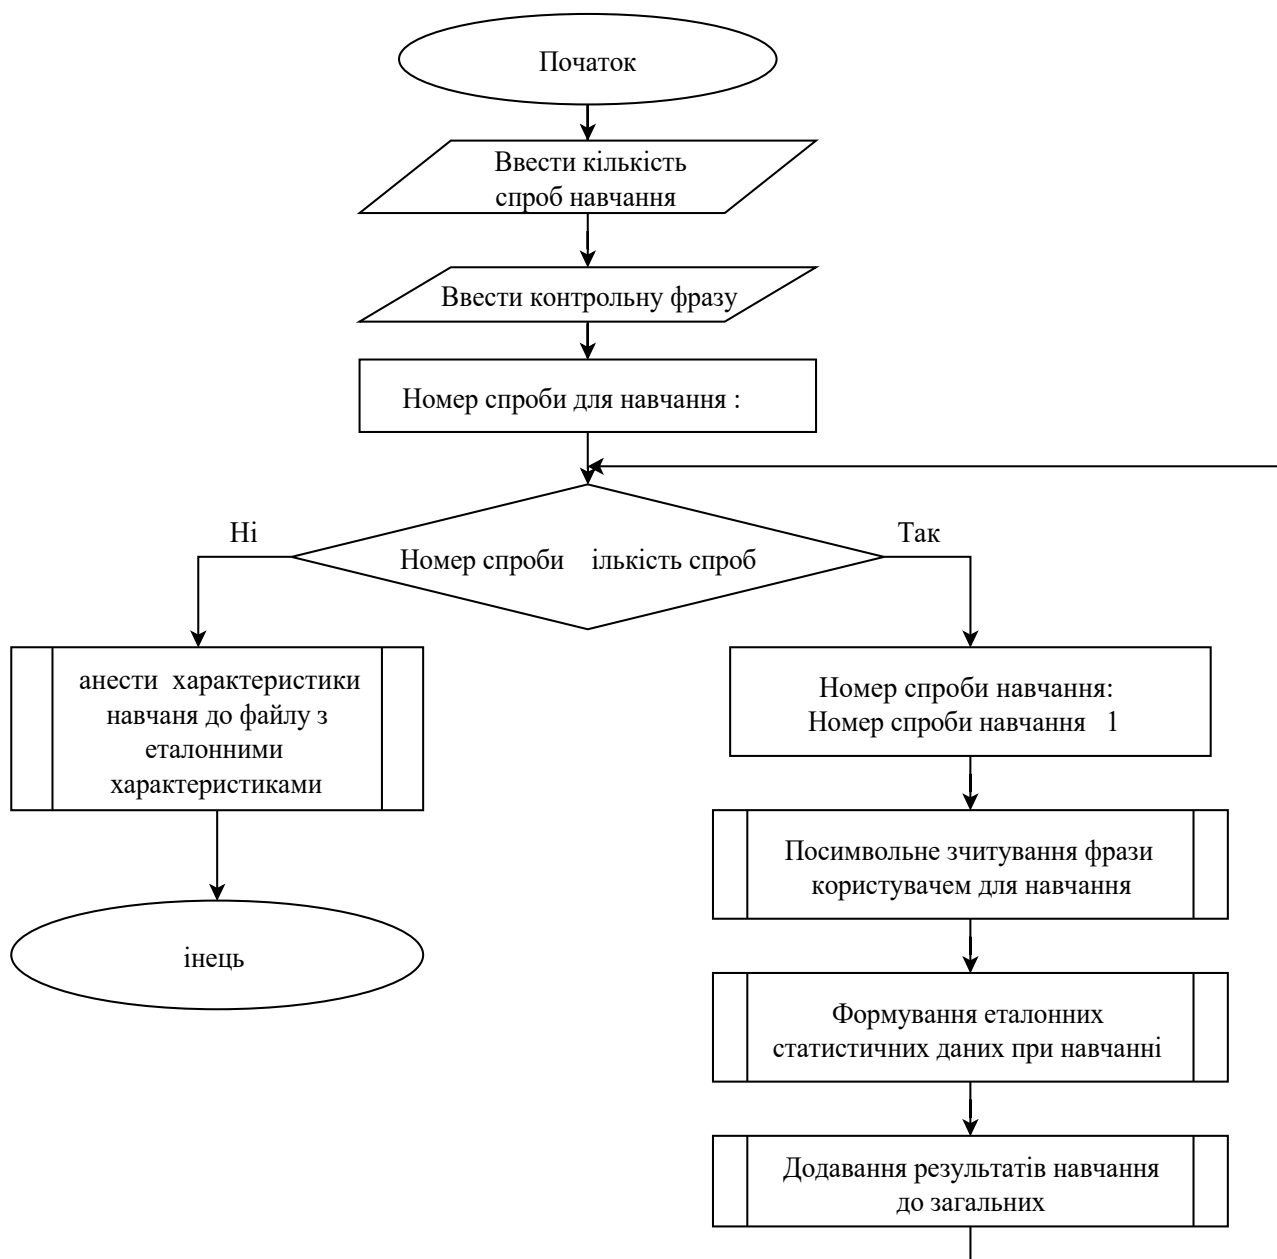 Початок
Ввести кількість
спроб навчання
Ввести контрольну фразу
Номер спроби для навчання :
Ні
Так
Номер спроби ількість спроб
анести характеристики
навчаня до файлу з
еталонними
характеристиками
Номер спроби навчання:
Номер спроби навчання 1
Посимвольне зчитування фрази
користувачем для навчання
інець
Формування еталонних
статистичних даних при навчанні
Додавання результатів навчання
до загальних